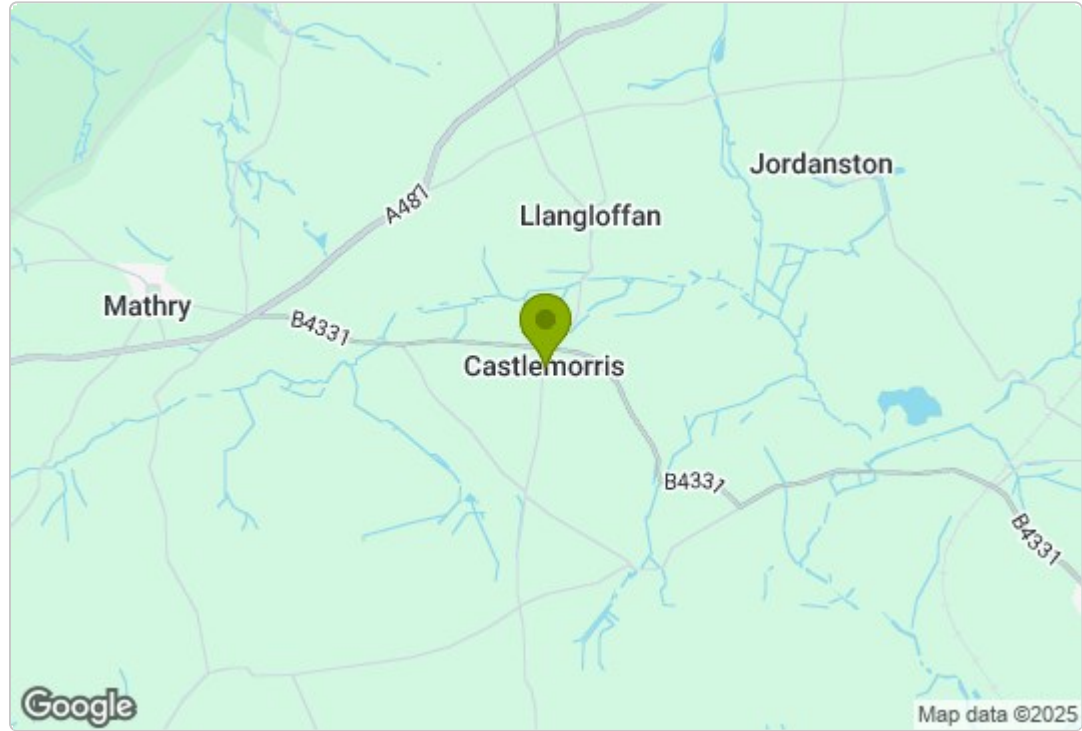 Jordanston
A487
Llangloffan
Mathry
B4331
Castlemorris
B4331
B4331
Google
Map data ©2025